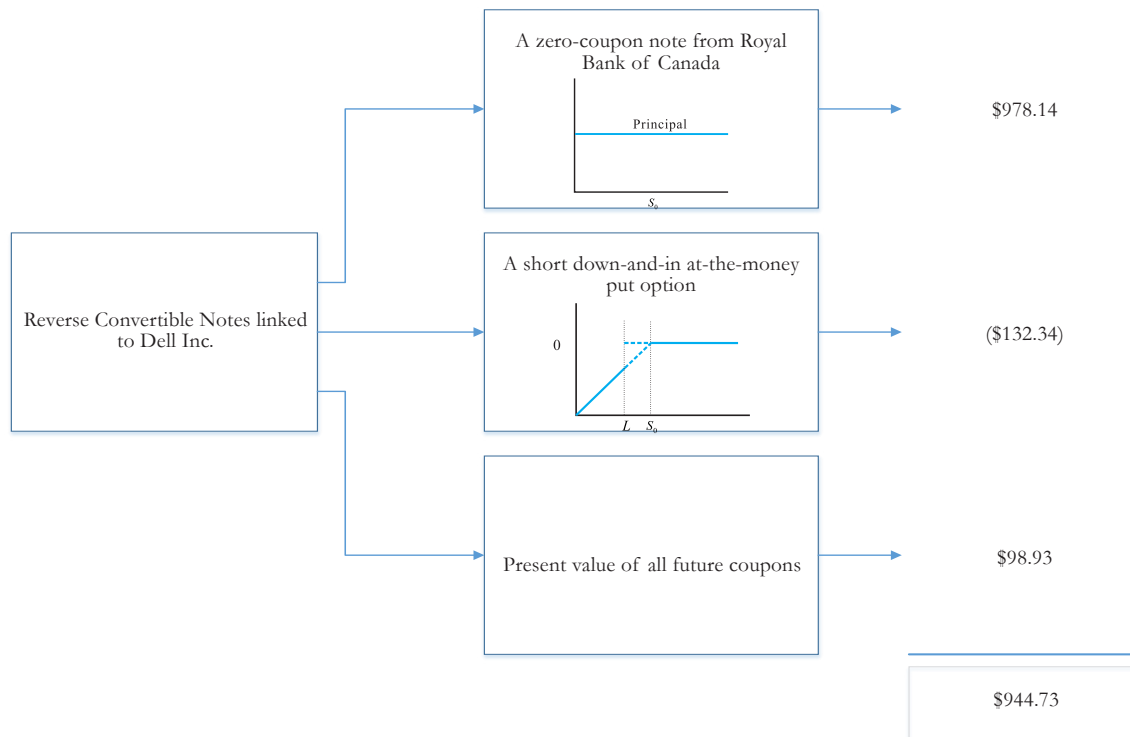 A zero-coupon note from Royal
Bank of Canada
Principal
S₀
$978.14
Reverse Convertible Notes linked
to Dell Inc.
A short down-and-in at-the-money
put option
0
L
S₀
($132.34)
Present value of all future coupons
$98.93
$944.73